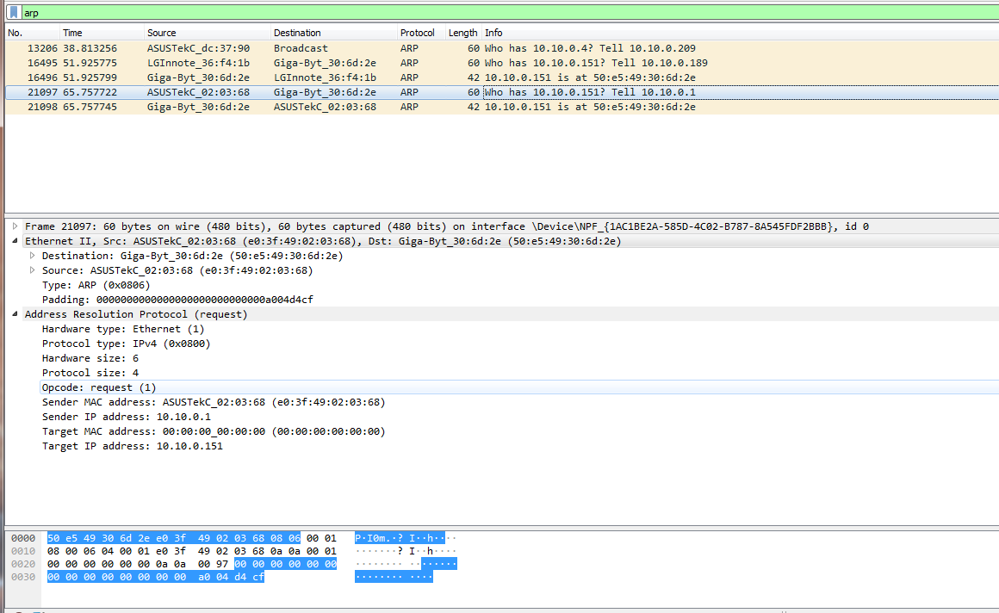 arp
No. Time Source Destination Protocol Length Info
13206 38.813256 ASUSTekC_dc:37:90 Broadcast ARP 60 Who has 10.10.0.4? Tell 10.10.0.209
16495 51.925775 LGInnote_36:f4:1b Giga-Byt_30:6d:2e ARP 60 Who has 10.10.0.151? Tell 10.10.0.189
16496 51.925799 Giga-Byt_30:6d:2e LGInnote_36:f4:1b ARP 42 10.10.0.151 is at 50:e5:49:30:6d:2e
21097 65.757722 ASUSTekC_02:03:68 Giga-Byt_30:6d:2e ARP 60 Who has 10.10.0.151? Tell 10.10.0.1
21098 65.757745 Giga-Byt_30:6d:2e ASUSTekC_02:03:68 ARP 42 10.10.0.151 is at 50:e5:49:30:6d:2e
Frame 21097: 60 bytes on wire (480 bits), 60 bytes captured (480 bits) on interface \Device\NPF_{1AC1BE2A-585D-4C02-B787-8A545FDF2BBB}, id 0
Ethernet II, Src: ASUSTekC_02:03:68 (e0:3f:49:02:03:68), Dst: Giga-Byt_30:6d:2e (50:e5:49:30:6d:2e)
Destination: Giga-Byt_30:6d:2e (50:e5:49:30:6d:2e)
Source: ASUSTekC_02:03:68 (e0:3f:49:02:03:68)
Type: ARP (0x0806)
Padding: 0000000000000000000000000000a004d4cf
Address Resolution Protocol (request)
Hardware type: Ethernet (1)
Protocol type: IPv4 (0x0800)
Hardware size: 6
Protocol size: 4
Opcode: request (1)
Sender MAC address: ASUSTekC_02:03:68 (e0:3f:49:02:03:68)
Sender IP address: 10.10.0.1
Target MAC address: 00:00:00_00:00:00 (00:00:00:00:00:00)
Target IP address: 10.10.0.151
0000 50 e5 49 30 6d 2e e0 3f 49 02 03 68 08 06 00 01 P·I0m.·? I··h····
0010 08 00 06 04 00 01 e0 3f 49 02 03 68 0a 0a 00 01 ·······? I··h····
0020 00 00 00 00 00 00 0a 0a 00 97 00 00 00 00 00 00 ········ ········
0030 00 00 00 00 00 00 00 00 a0 04 d4 cf ········ ····